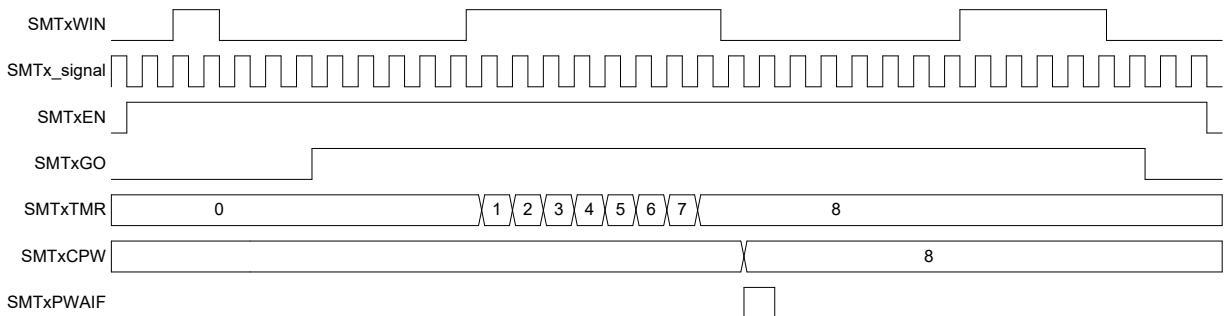 SMTxWIN
SMTx_signal
SMTxEN
SMTxGO
SMTxTMR 0 1 2 3 4 5 6 7 8
SMTxCPW 8
SMTxPWAIF